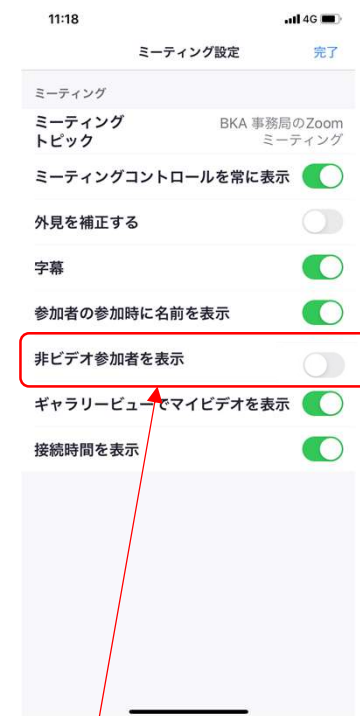 11:18 4G
ミーティング設定 完了
ミーティング
ミーティング BKA 事務局のZoom
トピック ミーティング
ミーティングコントロールを常に表示
外見を補正する
字幕
参加者の参加時に名前を表示
非ビデオ参加者を表示
ギャラリービューでマイビデオを表示
接続時間を表示